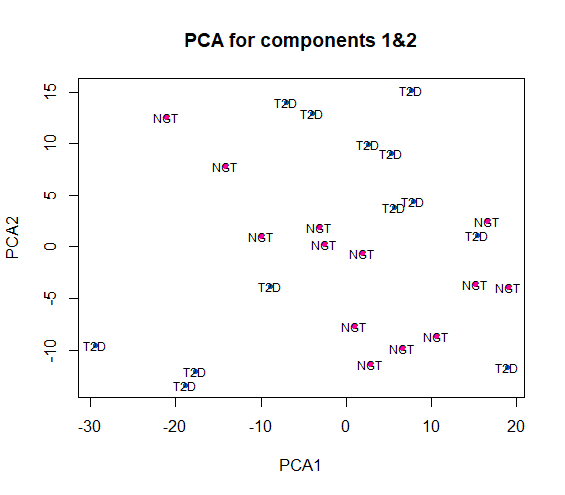 PCA for components 1&2
PCA2
15
10
5
0
-5
-10
T2D
T2D
T2D
NGT
T2D
T2D
NGT
T2D
T2D
NGT
NGT
NGT
T2D
NGT
NGT
T2D
NGT
NGT
NGT
NGT
T2D
NGT
NGT
T2D
T2D
T2D
-30
-20
-10
0
10
20
PCA1